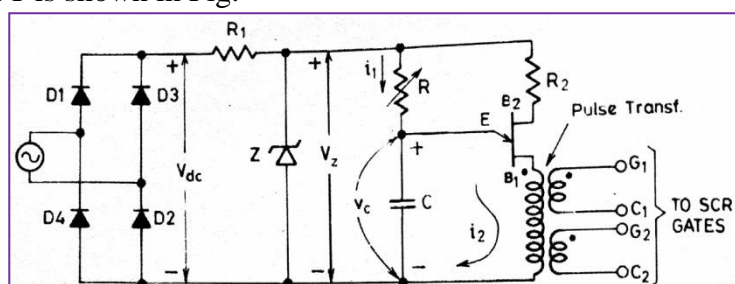 I is shown in Fig.
R1
D1
D3
+
Vdc
−
D4
D2
Z
+
Vz
−
i1
R
+
vc
C
−
E
B2
B1
R2
i2
Pulse Transf.
G1
C1
G2
C2
TO SCR
GATES